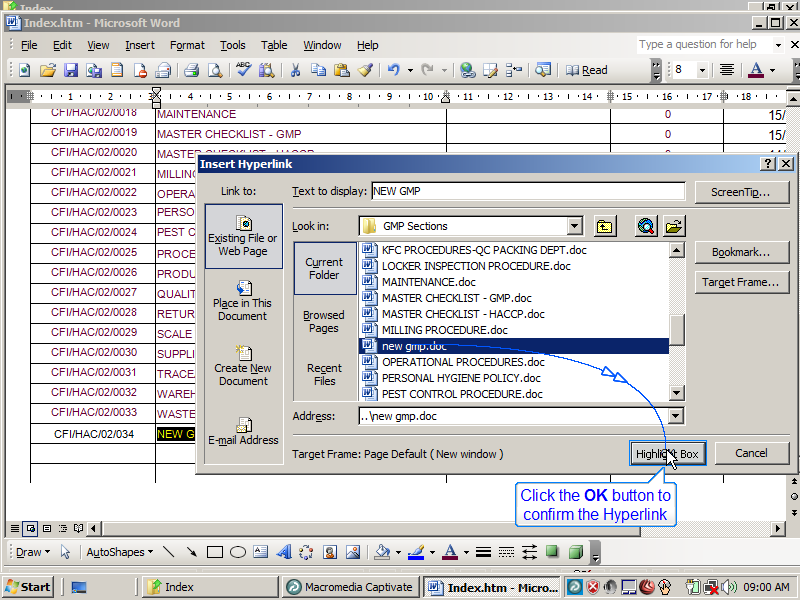 Index
Index.htm - Microsoft Word
File Edit View Insert Format Tools Table Window Help
Type a question for help
Read 8 A
3 2 1 1 2 3 4 5 6 7 8 9 10 11 12 13 14 15 16 17 18
CFI/HAC/02/0018 MAINTENANCE 0 15/
CFI/HAC/02/0019 MASTER CHECKLIST - GMP 0 15/
CFI/HAC/02/0020 MASTER CHECKLIST - HACCP 0
CFI/HAC/02/0021 MILLING
CFI/HAC/02/0022 OPERA
CFI/HAC/02/0023 PERSO
CFI/HAC/02/0024 PEST C
CFI/HAC/02/0025 PROCE
CFI/HAC/02/0026 PRODU
CFI/HAC/02/0027 QUALIT
CFI/HAC/02/0028 RETUR
CFI/HAC/02/0029 SCALE
CFI/HAC/02/0030 SUPPLI
CFI/HAC/02/0031 TRACEA
CFI/HAC/02/0032 WAREH
CFI/HAC/02/0033 WASTE
CFI/HAC/02/034 NEW G
Insert Hyperlink
Link to:
Text to display: NEW GMP
ScreenTip...
Existing File or
Web Page
Place in This
Document
Create New
Document
E-mail Address
Look in: GMP Sections
Current
Folder
Browsed
Pages
Recent
Files
KFC PROCEDURES-QC PACKING DEPT.doc
LOCKER INSPECTION PROCEDURE.doc
MAINTENANCE.doc
MASTER CHECKLIST - GMP.doc
MASTER CHECKLIST - HACCP.doc
MILLING PROCEDURE.doc
new gmp.doc
OPERATIONAL PROCEDURES.doc
PERSONAL HYGIENE POLICY.doc
PEST CONTROL PROCEDURE.doc
Bookmark...
Target Frame...
Address: ..\new gmp.doc
Target Frame: Page Default ( New window )
Highlight Box
Cancel
Click the OK button to
confirm the Hyperlink
Draw AutoShapes
Start Index Macromedia Captivate Index.htm - Micros... 09:00 AM